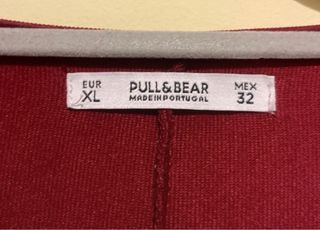 EUR
XL
PULL&BEAR
MADE IN PORTUGAL
MEX
32